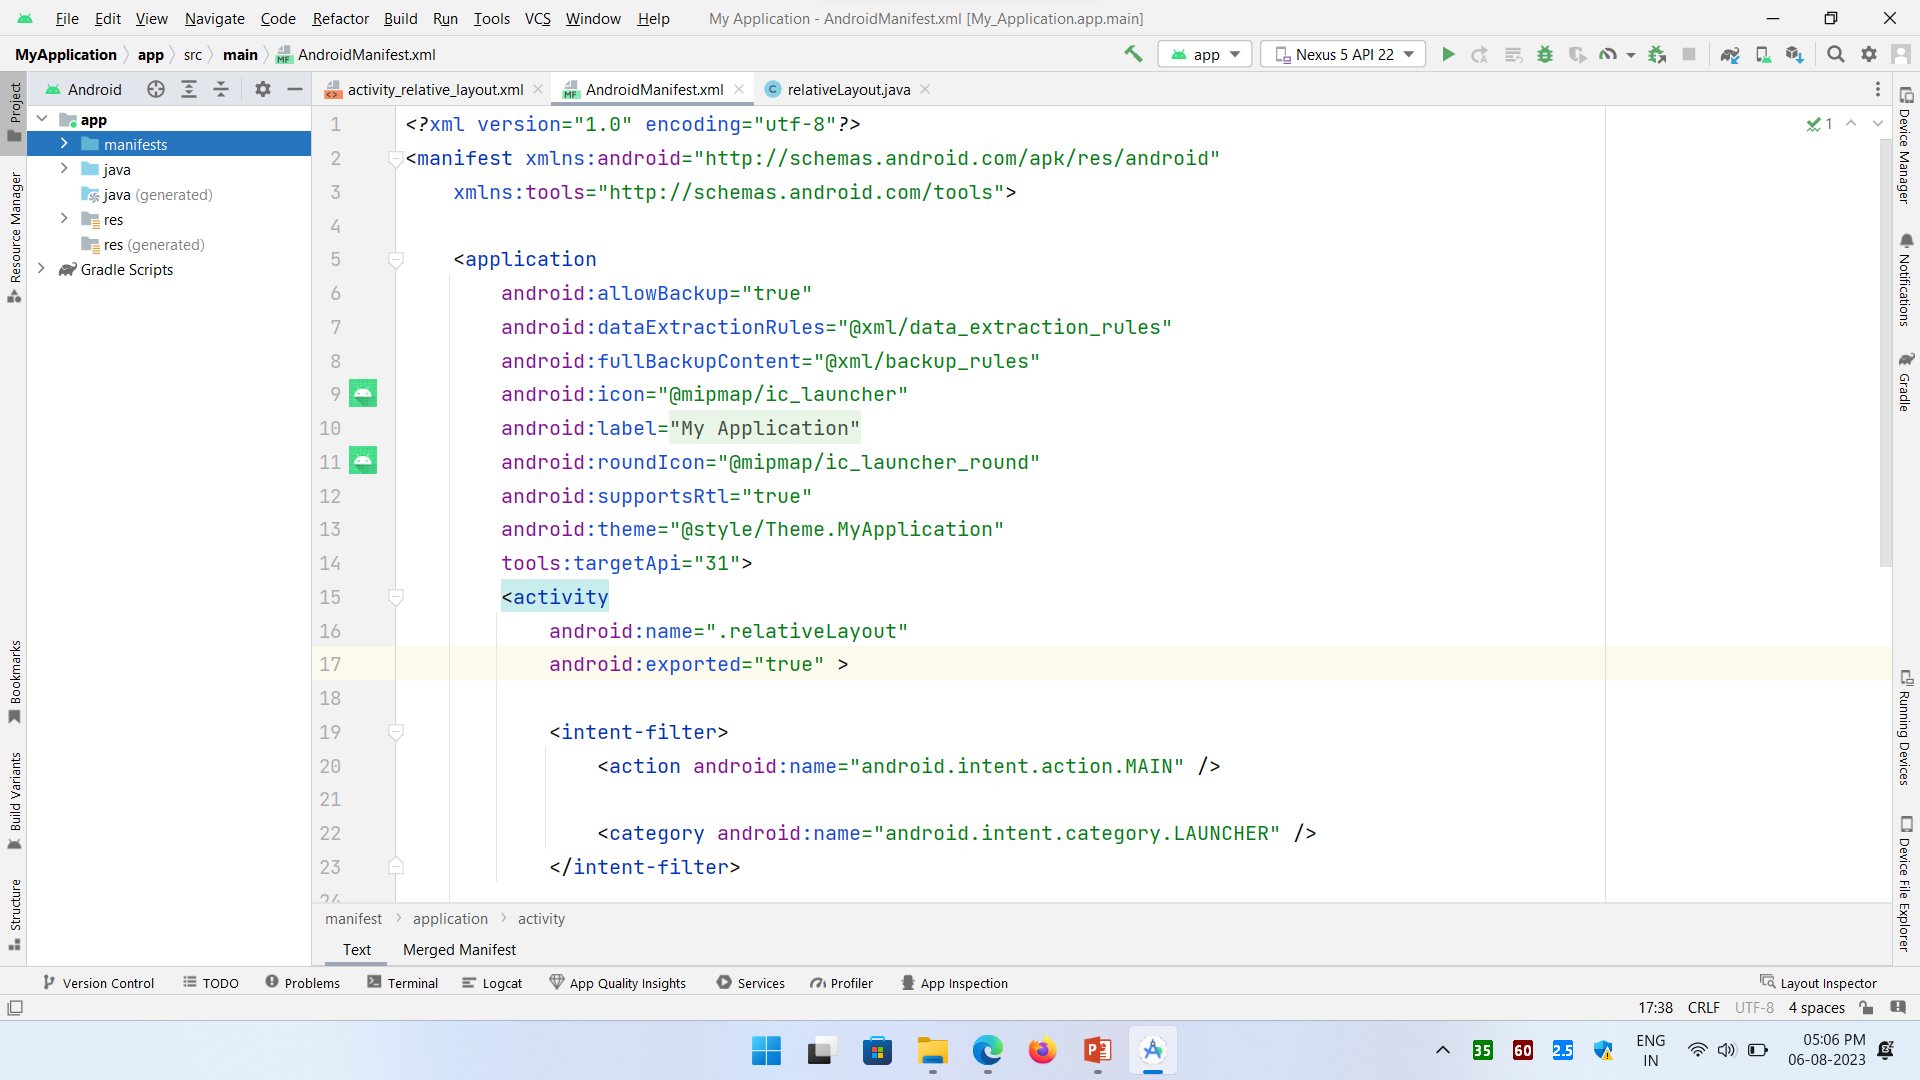 File Edit View Navigate Code Refactor Build Run Tools VCS Window Help My Application - AndroidManifest.xml [My_Application.app.main]
MyApplication app src main AndroidManifest.xml app Nexus 5 API 22
Android activity_relative_layout.xml AndroidManifest.xml relativeLayout.java
Project
Resource Manager
Bookmarks
Build Variants
Structure
app
manifests
java
java (generated)
res
res (generated)
Gradle Scripts
1 <?xml version="1.0" encoding="utf-8"?>
2 <manifest xmlns:android="http://schemas.android.com/apk/res/android"
3 xmlns:tools="http://schemas.android.com/tools">
4
5 <application
6 android:allowBackup="true"
7 android:dataExtractionRules="@xml/data_extraction_rules"
8 android:fullBackupContent="@xml/backup_rules"
9 android:icon="@mipmap/ic_launcher"
10 android:label="My Application"
11 android:roundIcon="@mipmap/ic_launcher_round"
12 android:supportsRtl="true"
13 android:theme="@style/Theme.MyApplication"
14 tools:targetApi="31">
15 <activity
16 android:name=".relativeLayout"
17 android:exported="true" >
18
19 <intent-filter>
20 <action android:name="android.intent.action.MAIN" />
21
22 <category android:name="android.intent.category.LAUNCHER" />
23 </intent-filter>
24
1
Device Manager
Notifications
Gradle
Running Devices
Device File Explorer
manifest application activity
Text Merged Manifest
Version Control TODO Problems Terminal Logcat App Quality Insights Services Profiler App Inspection Layout Inspector
17:38 CRLF UTF-8 4 spaces
35 60 2.5 ENG IN 05:06 PM
06-08-2023